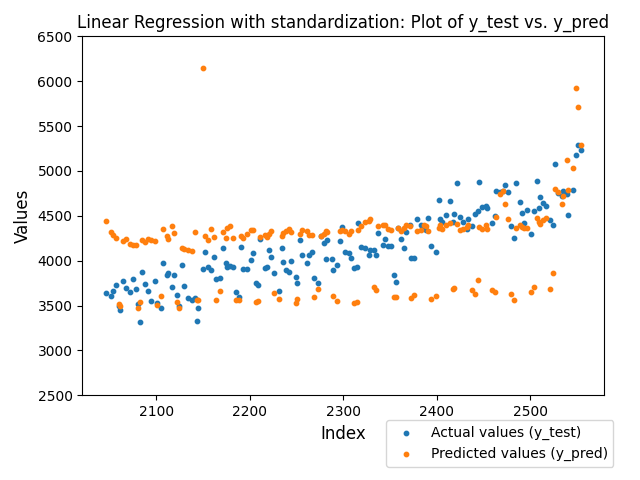 Linear Regression with standardization: Plot of y_test vs. y_pred
6500
6000
5500
5000
4500
4000
3500
3000
2500
Values
2100
2200
2300
2400
2500
Index
Actual values (y_test)
Predicted values (y_pred)